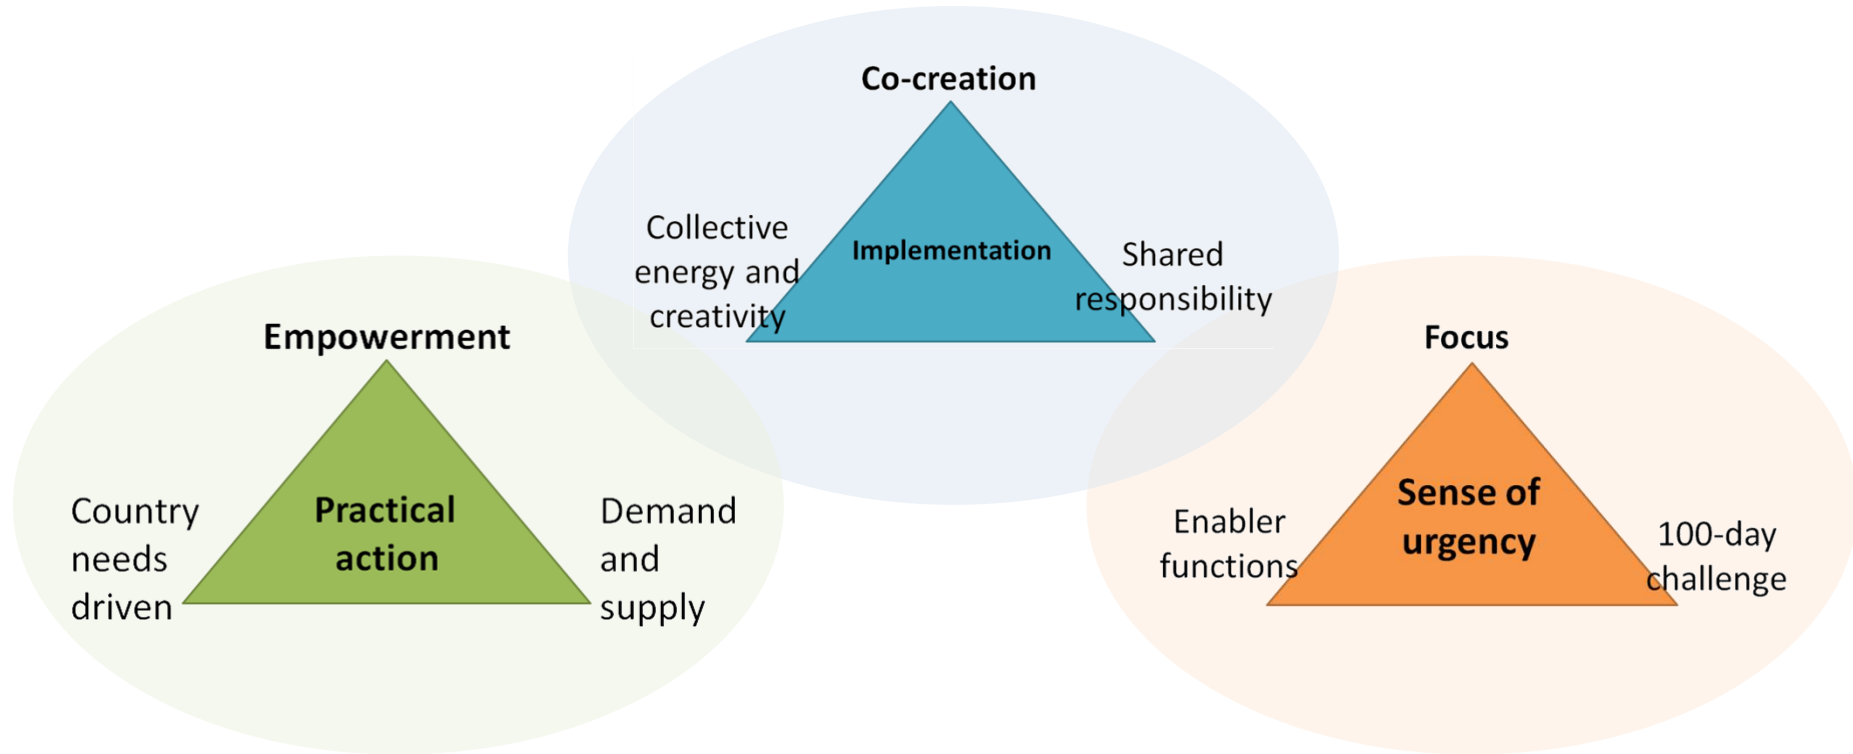 Co-creation
Collective
energy and
creativity
Implementation
Shared
responsibility
Empowerment
Country
needs
driven
Practical
action
Demand
and
supply
Focus
Enabler
functions
Sense of
urgency
100-day
challenge